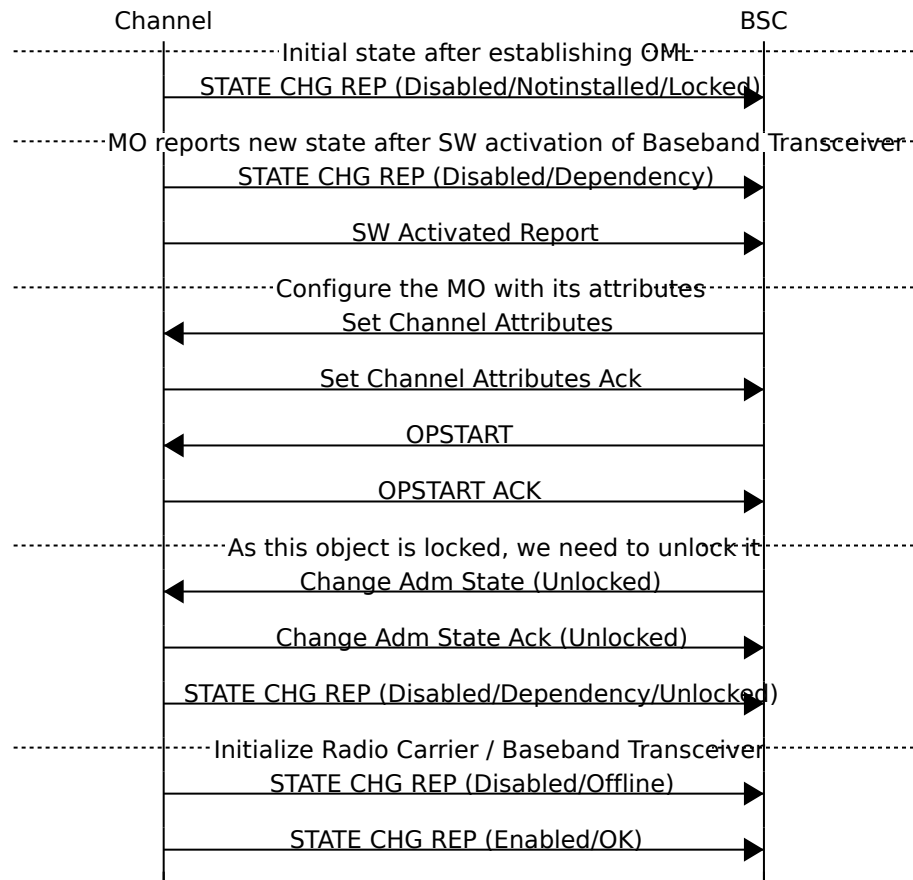 Channel BSC
Initial state after establishing OML
STATE CHG REP (Disabled/Notinstalled/Locked)
MO reports new state after SW activation of Baseband Transceiver
STATE CHG REP (Disabled/Dependency)
SW Activated Report
Configure the MO with its attributes
Set Channel Attributes
Set Channel Attributes Ack
OPSTART
OPSTART ACK
As this object is locked, we need to unlock it
Change Adm State (Unlocked)
Change Adm State Ack (Unlocked)
STATE CHG REP (Disabled/Dependency/Unlocked)
Initialize Radio Carrier / Baseband Transceiver
STATE CHG REP (Disabled/Offline)
STATE CHG REP (Enabled/OK)